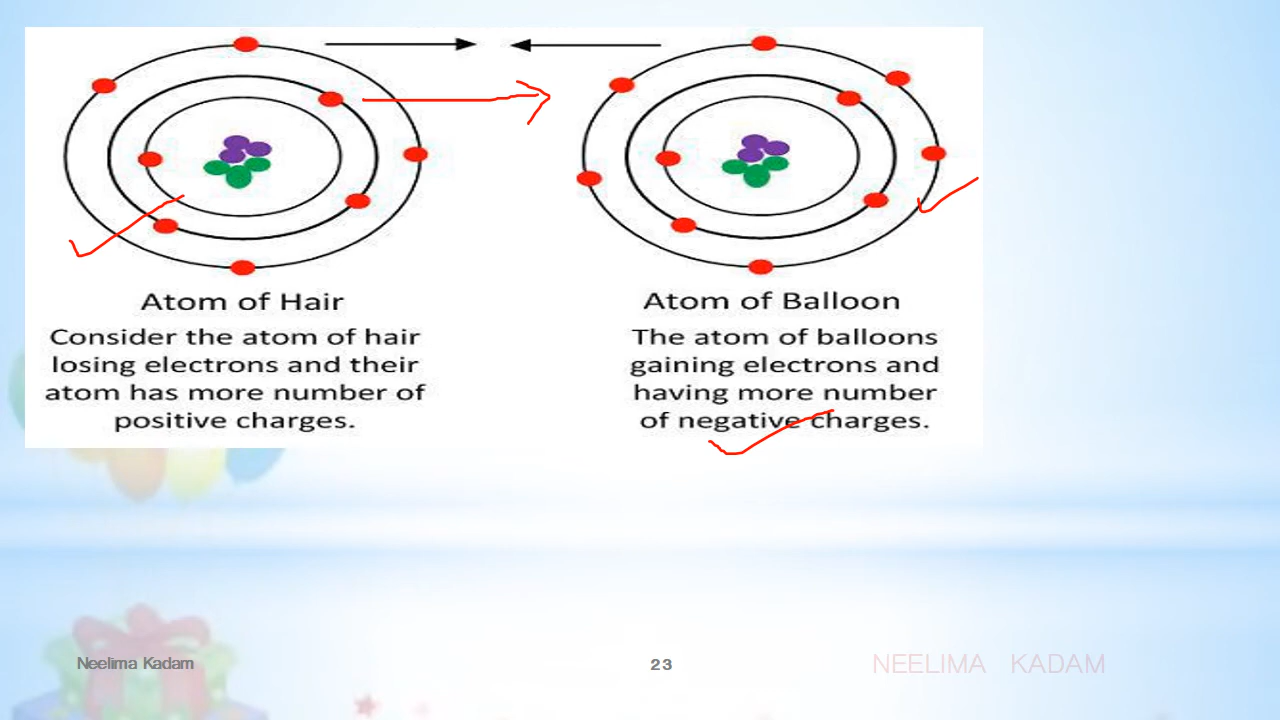 Atom of Hair
Consider the atom of hair
losing electrons and their
atom has more number of
positive charges.
Atom of Balloon
The atom of balloons
gaining electrons and
having more number
of negative charges.
Neelima Kadam
23
NEELIMA KADAM